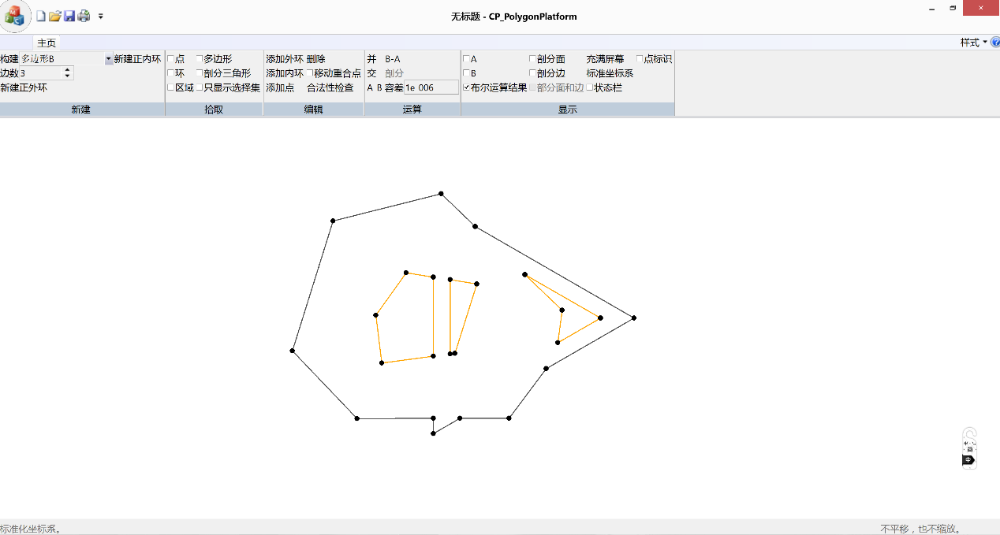 无标题 - CP_PolygonPlatform
主页
样式
构建 多边形B 新建正内环
边数 3
新建正外环
新建
点 多边形
环 剖分三角形
区域 只显示选择集
拾取
添加外环 删除
添加内环 移动重合点
添加点 合法性检查
编辑
并 B-A
交 剖分
A B 容差 1e 006
运算
A 剖分面 充满屏幕 点标识
B 剖分边 标准坐标系
布尔运算结果 部分面和边 状态栏
显示
简
中
标准化坐标系。
不平移，也不缩放。